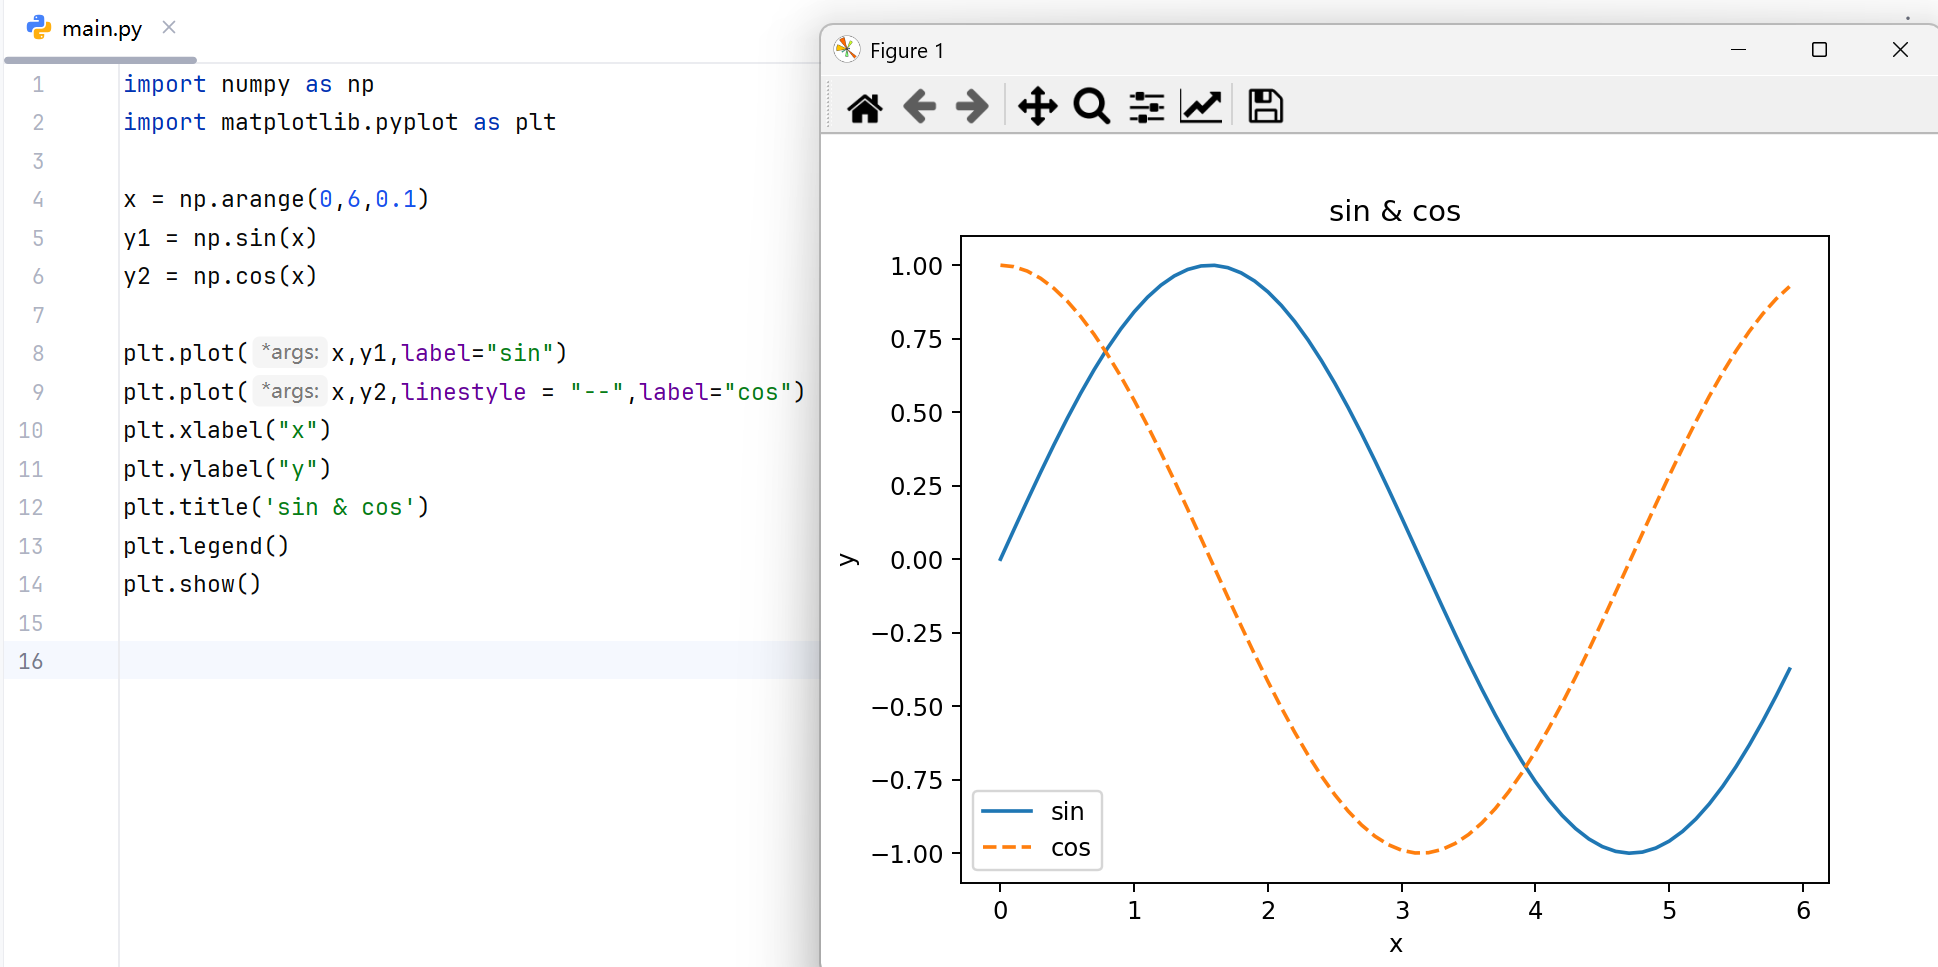 main.py
1 import numpy as np
2 import matplotlib.pyplot as plt
3
4 x = np.arange(0,6,0.1)
5 y1 = np.sin(x)
6 y2 = np.cos(x)
7
8 plt.plot( *args: x,y1,label="sin")
9 plt.plot( *args: x,y2,linestyle = "--",label="cos")
10 plt.xlabel("x")
11 plt.ylabel("y")
12 plt.title('sin & cos')
13 plt.legend()
14 plt.show()
15
16
Figure 1
sin & cos
1.00
0.75
0.50
0.25
0.00
−0.25
−0.50
−0.75
−1.00
y
sin
cos
0 1 2 3 4 5 6
x